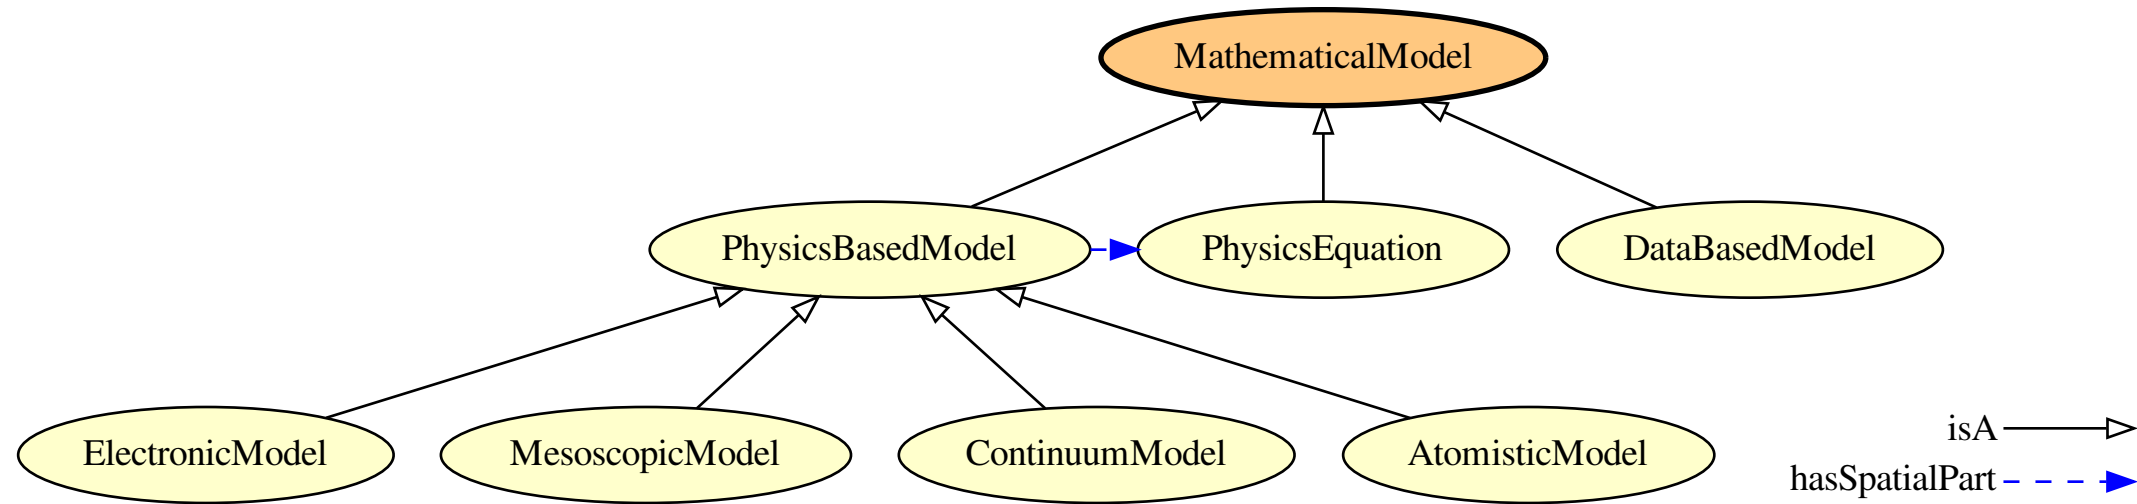 MathematicalModel
PhysicsBasedModel
PhysicsEquation
DataBasedModel
ElectronicModel
MesoscopicModel
ContinuumModel
AtomisticModel
isA
hasSpatialPart